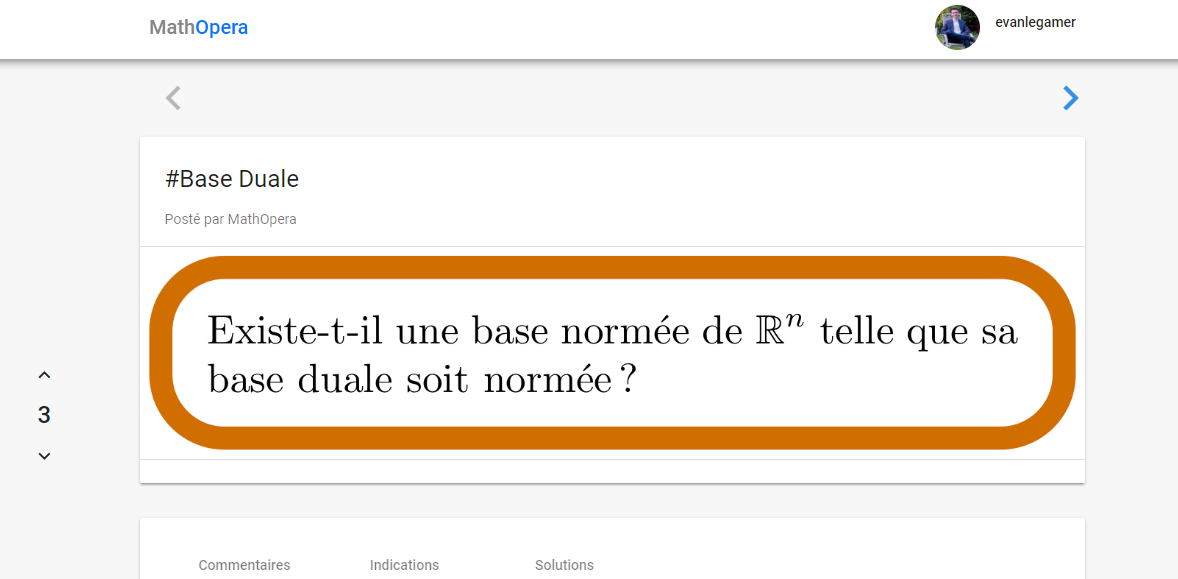 MathOpera
evanlegamer
#Base Duale
Posté par MathOpera
Existe-t-il une base normée de ℝⁿ telle que sa
base duale soit normée ?
3
Commentaires Indications Solutions